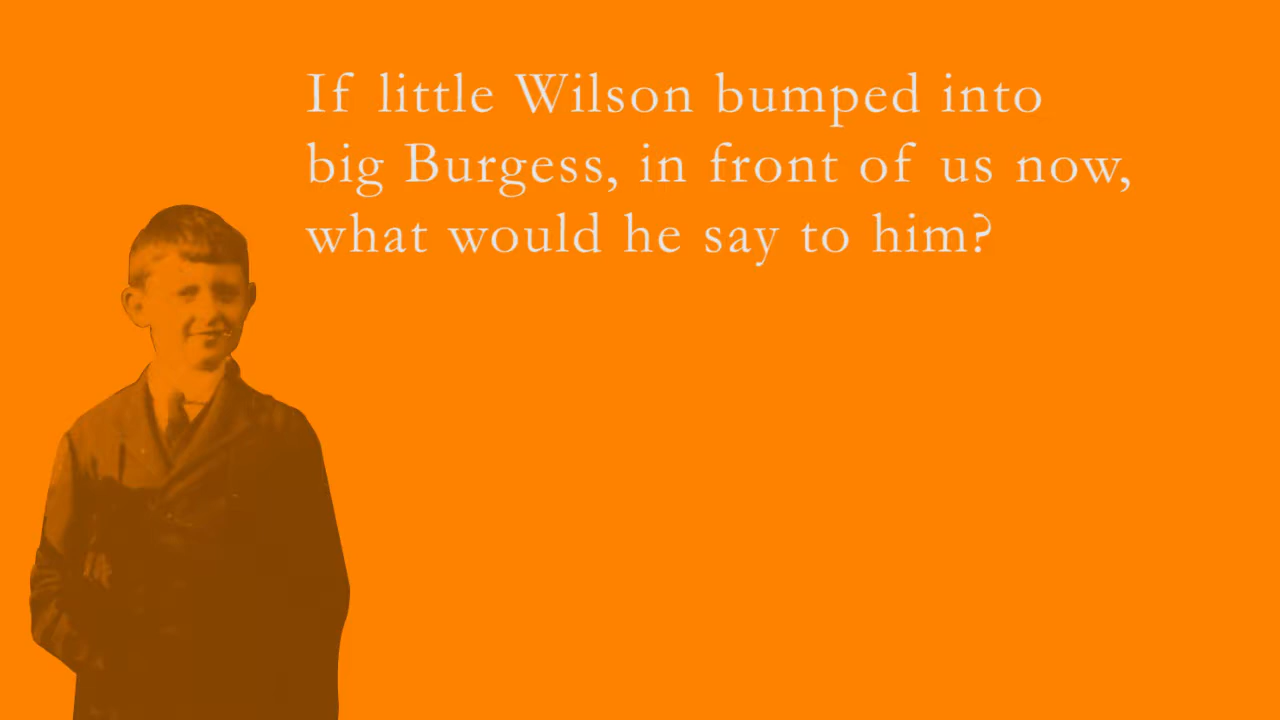 If little Wilson bumped into
big Burgess, in front of us now,
what would he say to him?